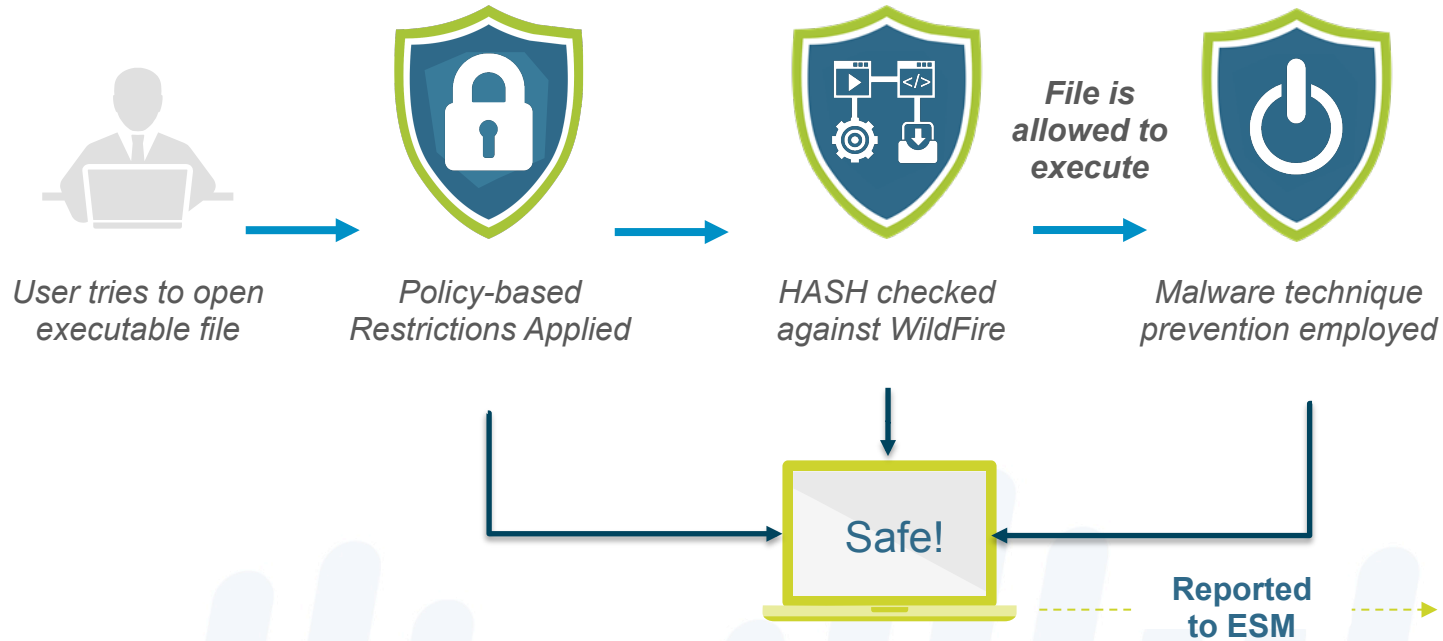 File is
allowed to
execute
User tries to open
executable file
Policy-based
Restrictions Applied
HASH checked
against WildFire
Malware technique
prevention employed
</>
Safe!
Reported
to ESM